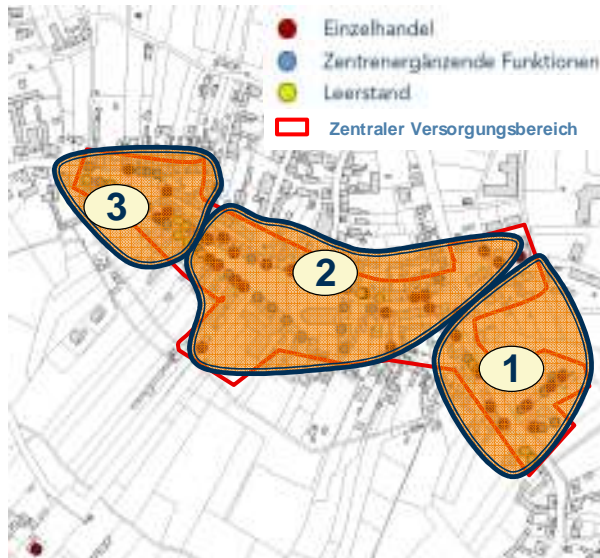 Einzelhandel
Zentrenergänzende Funktionen
Leerstand
Zentraler Versorgungsbereich
3
2
1